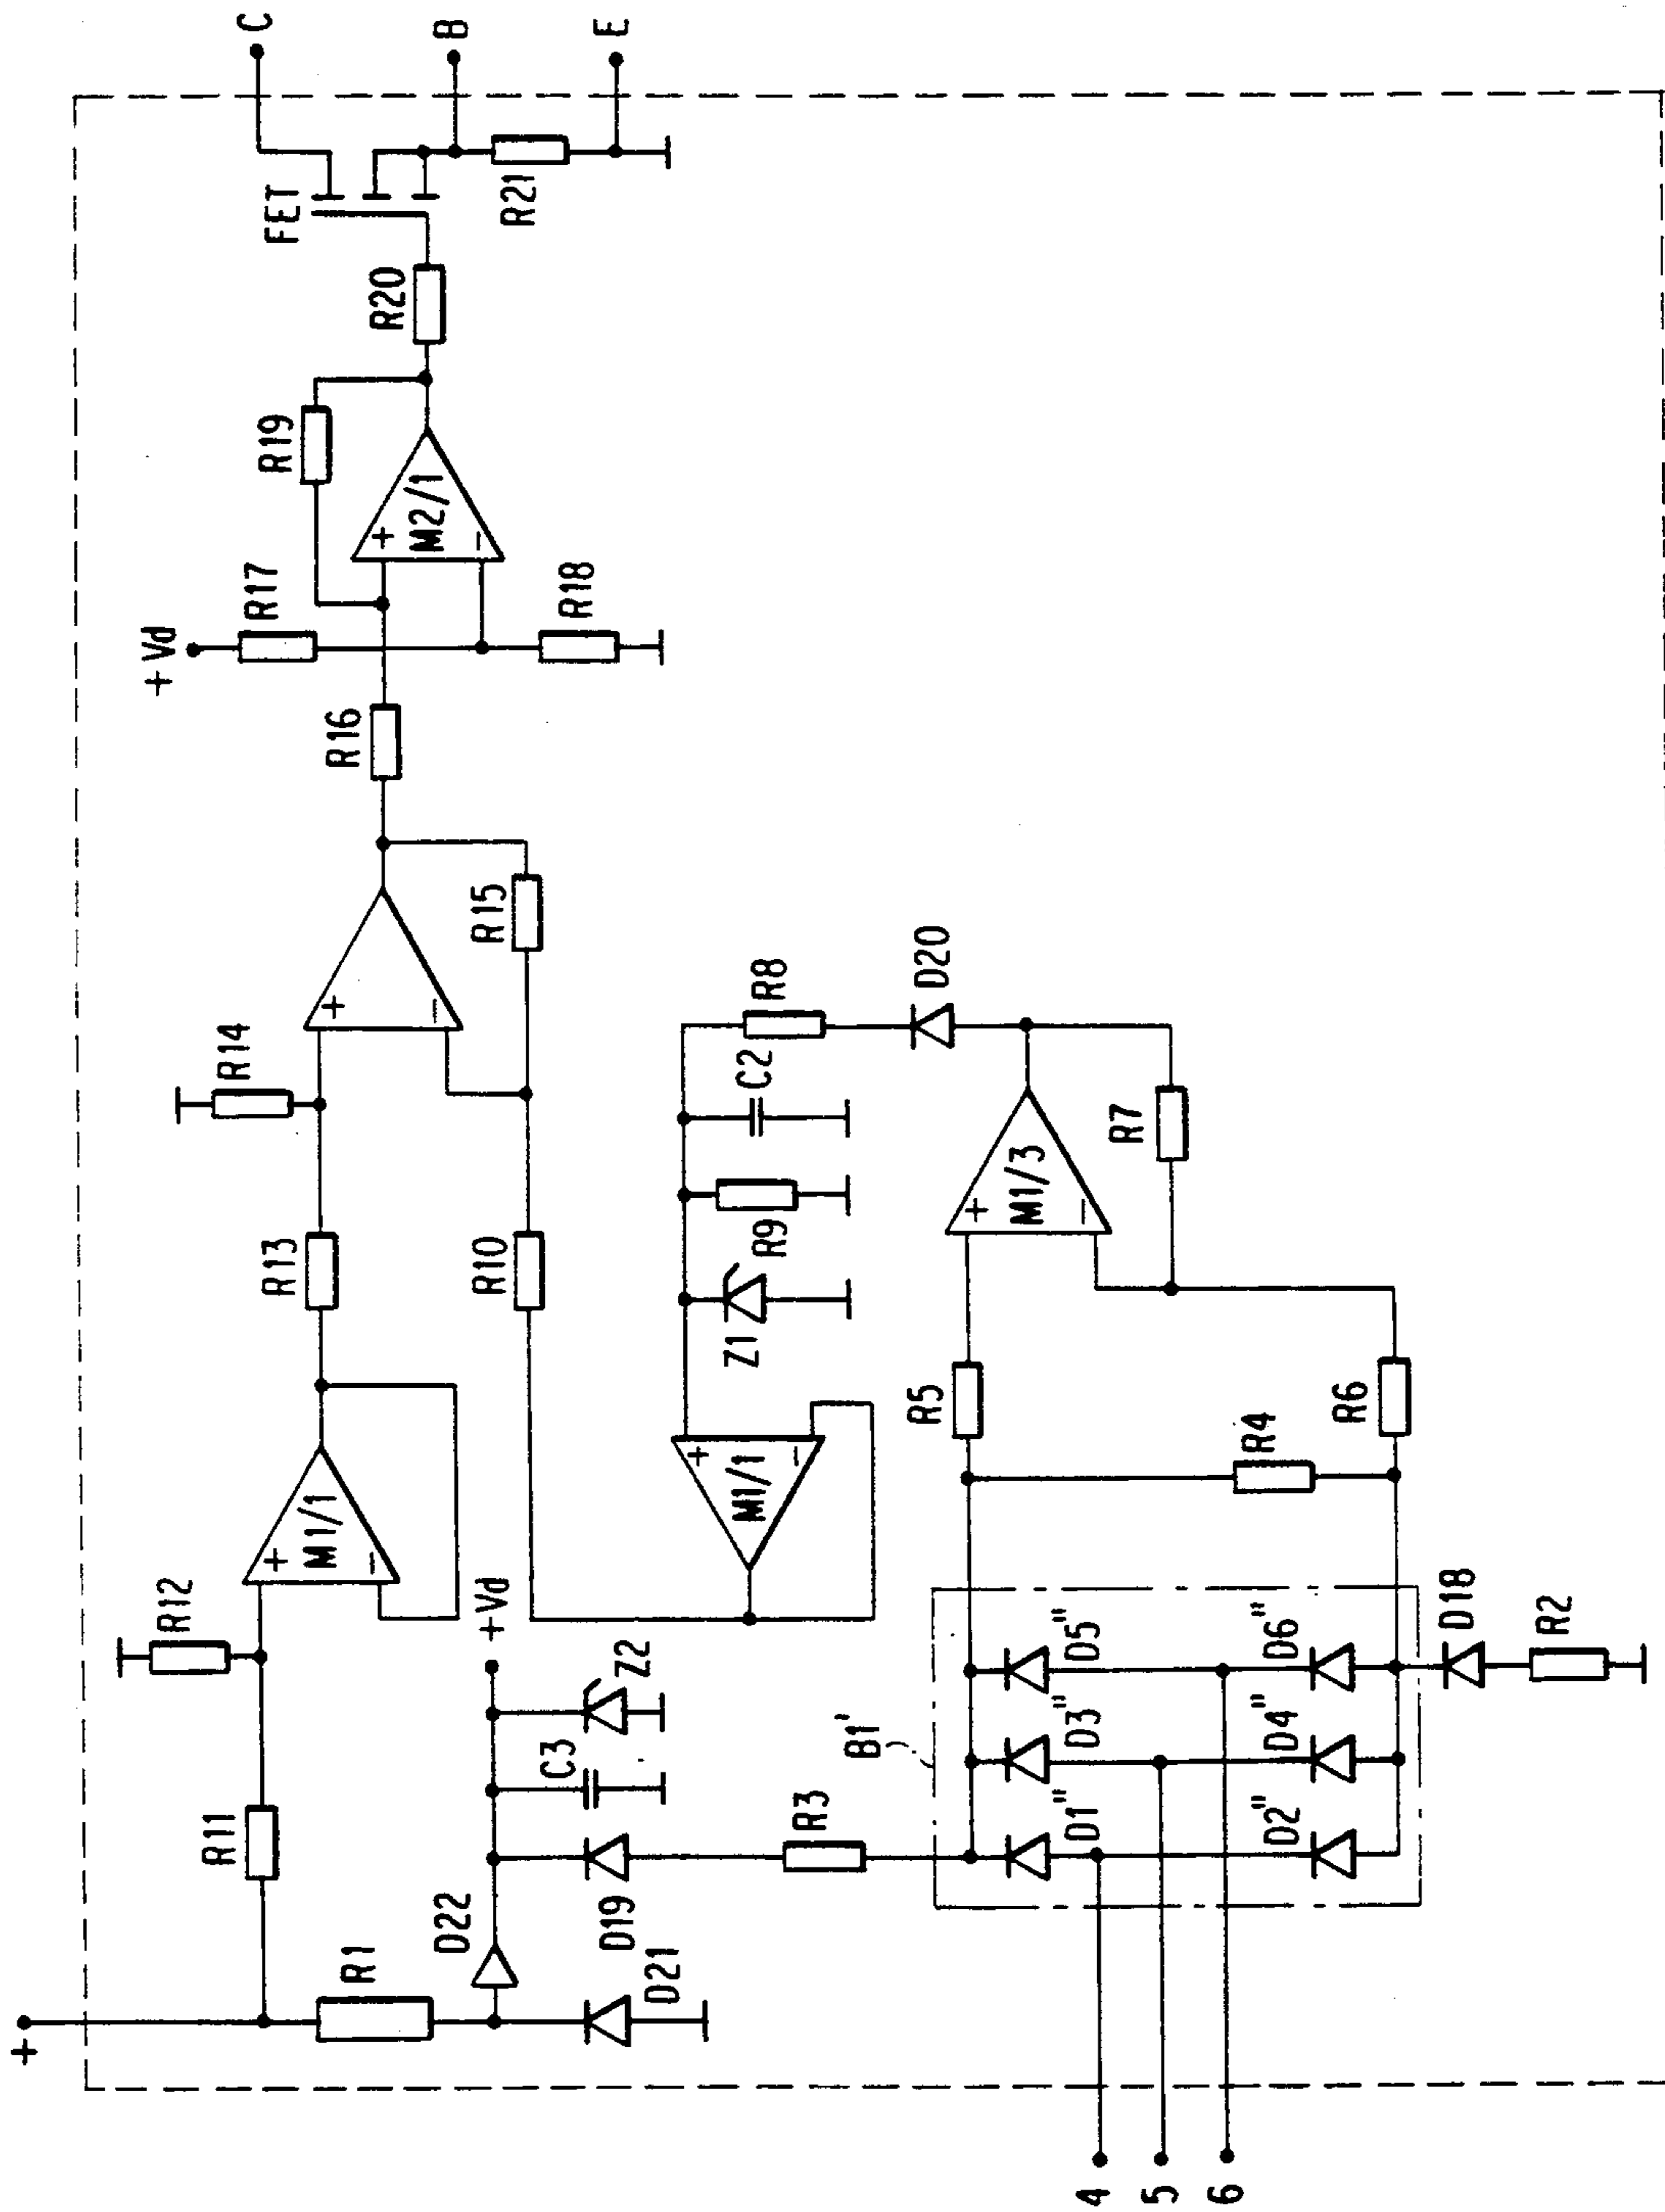 +
R1
R11
R12
M1/1
+
−
R13
R14
+
−
R10
R15
R16
+Vd
R17
R18
R19
M2/1
+
−
R20
FET
R21
C
B
E
D22
D21
D19
C3
Z2
+Vd
R3
M1/1
+
−
Z1
R9
C2
R8
D20
B1'
D1"
D3"
D5"
D2"
D4"
D6"
4
5
6
D18
R2
R4
R5
R6
M1/3
+
−
R7